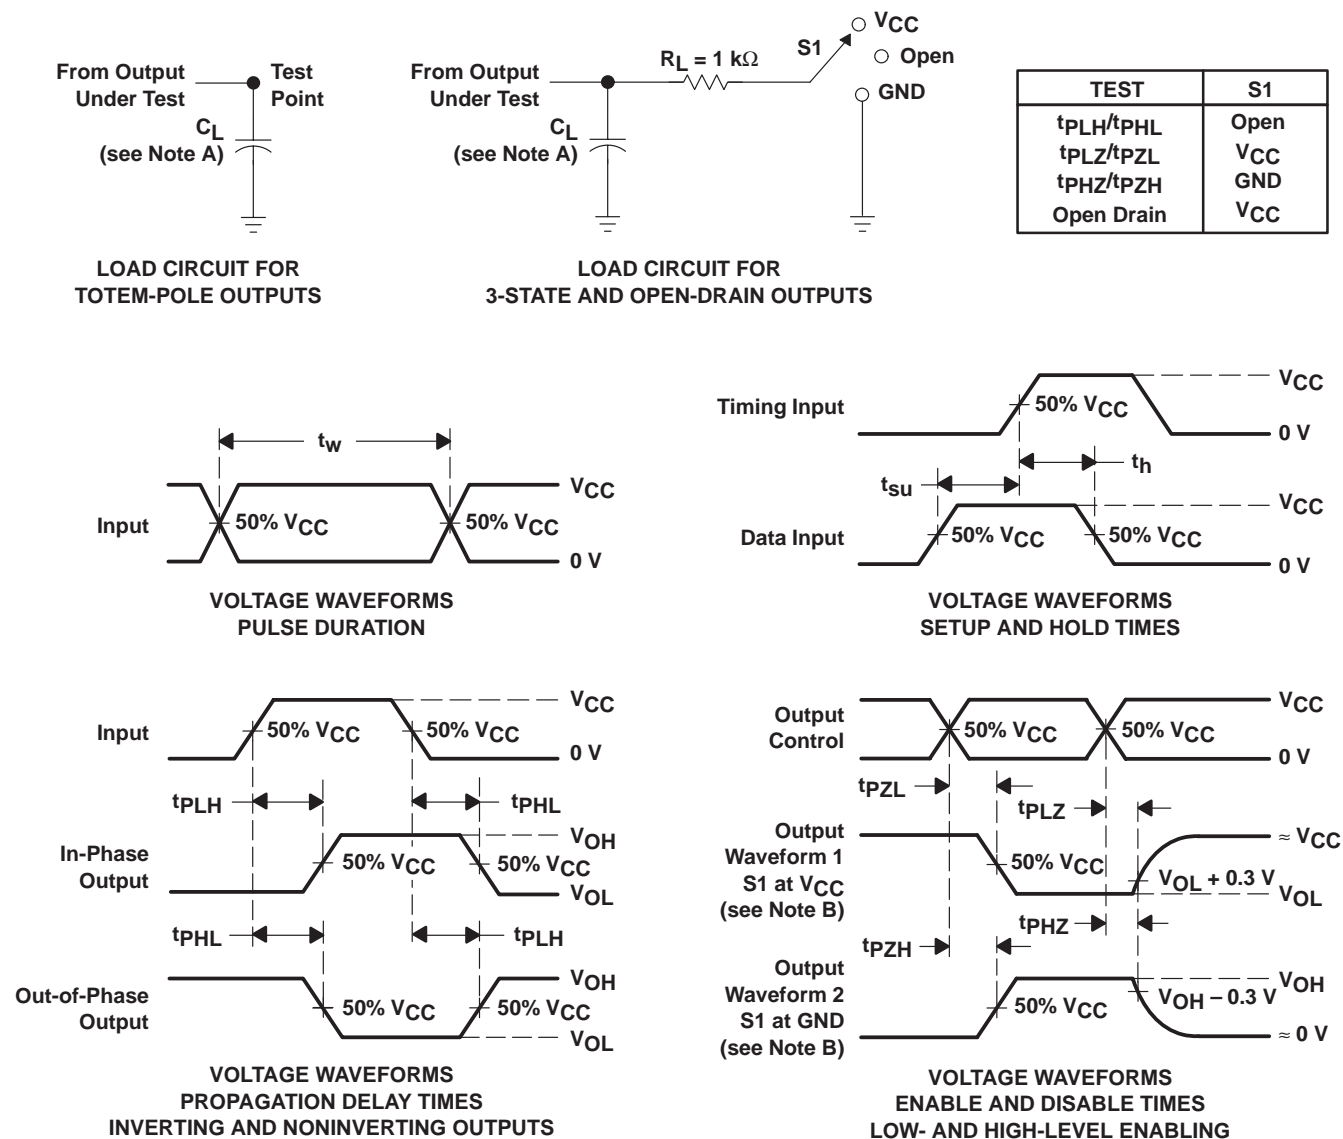 From Output
Under Test
Test
Point
CL
(see Note A)
LOAD CIRCUIT FOR
TOTEM-POLE OUTPUTS
From Output
Under Test
CL
(see Note A)
RL = 1 kΩ
S1
VCC
Open
GND
LOAD CIRCUIT FOR
3-STATE AND OPEN-DRAIN OUTPUTS
TEST S1
tPLH/tPHL Open
tPLZ/tPZL VCC
tPHZ/tPZH GND
Open Drain VCC
tw
Input
50% VCC
50% VCC
VCC
0 V
VOLTAGE WAVEFORMS
PULSE DURATION
Timing Input
50% VCC
VCC
0 V
th
tsu
Data Input
50% VCC
50% VCC
VCC
0 V
VOLTAGE WAVEFORMS
SETUP AND HOLD TIMES
Input
50% VCC
50% VCC
VCC
0 V
tPLH
tPHL
In-Phase
Output
50% VCC
50% VCC
VOH
VOL
tPHL
tPLH
Out-of-Phase
Output
50% VCC
50% VCC
VOH
VOL
VOLTAGE WAVEFORMS
PROPAGATION DELAY TIMES
INVERTING AND NONINVERTING OUTPUTS
Output
Control
50% VCC
50% VCC
VCC
0 V
tPZL
tPLZ
Output
Waveform 1
S1 at VCC
(see Note B)
50% VCC
≈ VCC
VOL + 0.3 V
VOL
tPHZ
tPZH
Output
Waveform 2
S1 at GND
(see Note B)
50% VCC
VOH
VOH – 0.3 V
≈ 0 V
VOLTAGE WAVEFORMS
ENABLE AND DISABLE TIMES
LOW- AND HIGH-LEVEL ENABLING